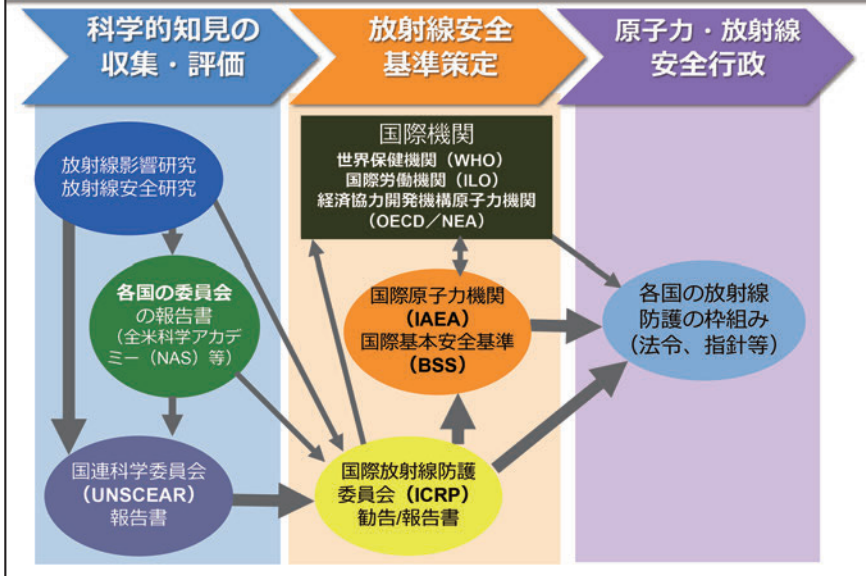 科学的知見の
収集・評価
放射線安全
基準策定
原子力・放射線
安全行政
放射線影響研究
放射線安全研究
各国の委員会
の報告書
(全米科学アカデ
ミー(NAS)等)
国連科学委員会
(UNSCEAR)
報告書
国際機関
世界保健機関(WHO)
国際労働機関(ILO)
経済協力開発機構原子力機関
(OECD/NEA)
国際原子力機関
(IAEA)
国際基本安全基準
(BSS)
国際放射線防護
委員会(ICRP)
勧告/報告書
各国の放射線
防護の枠組み
(法令、指針等)